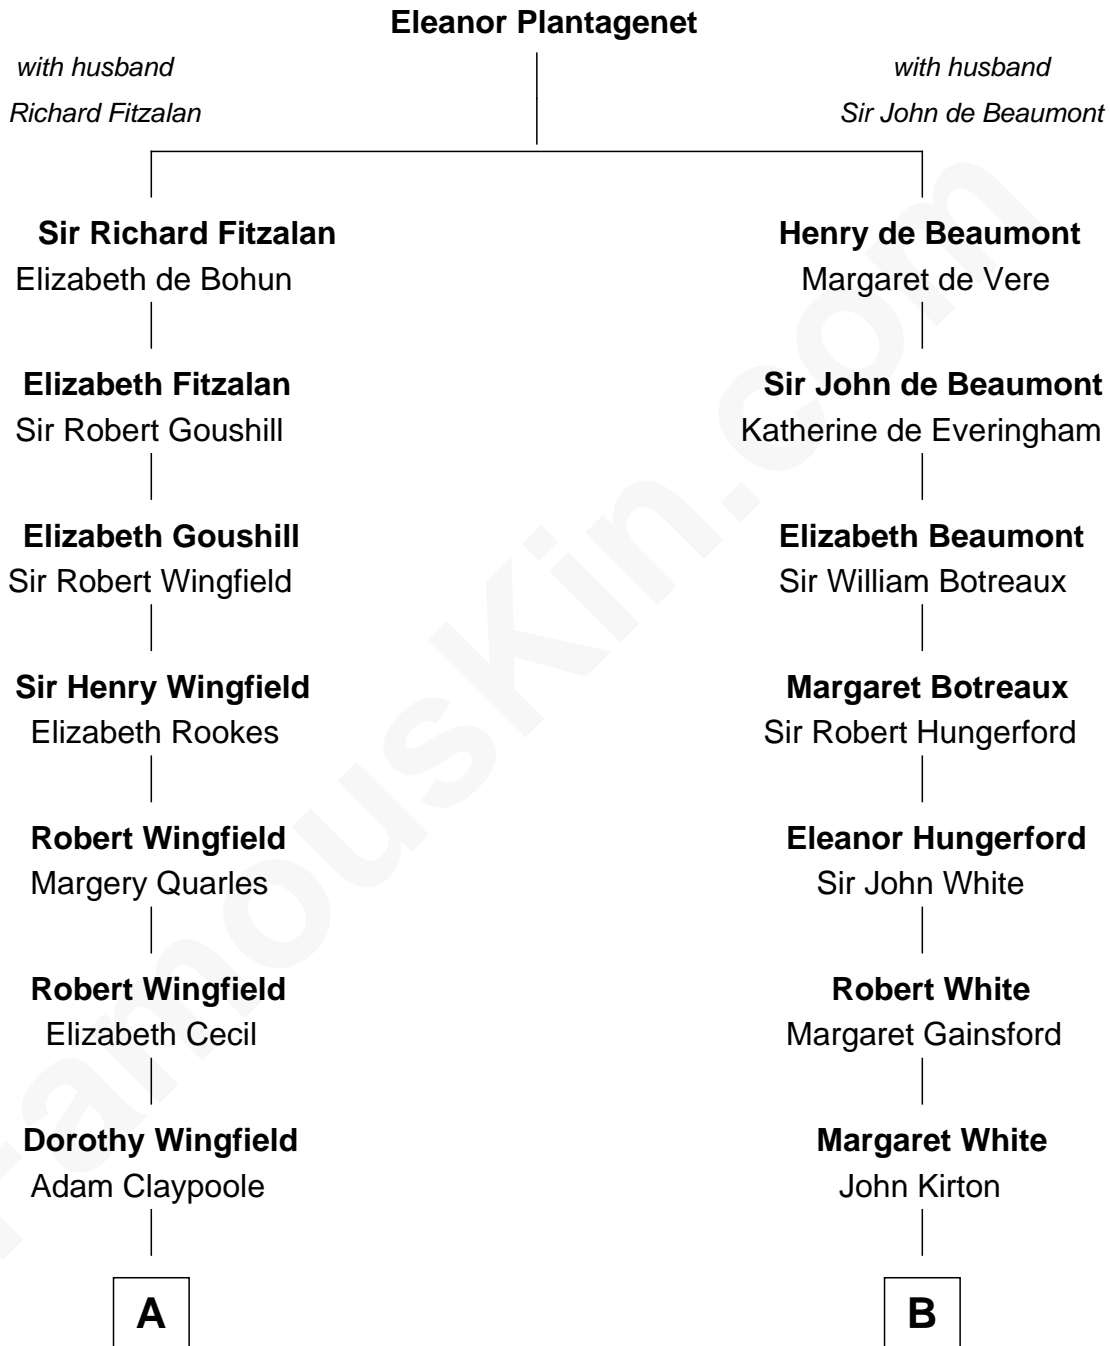 Eleanor Plantagenet
with husband
Richard Fitzalan
with husband
Sir John de Beaumont
Sir Richard Fitzalan
Elizabeth de Bohun
Henry de Beaumont
Margaret de Vere
Elizabeth Fitzalan
Sir Robert Goushill
Sir John de Beaumont
Katherine de Everingham
Elizabeth Goushill
Sir Robert Wingfield
Elizabeth Beaumont
Sir William Botreaux
Sir Henry Wingfield
Elizabeth Rookes
Margaret Botreaux
Sir Robert Hungerford
Robert Wingfield
Margery Quarles
Eleanor Hungerford
Sir John White
Robert Wingfield
Elizabeth Cecil
Robert White
Margaret Gainsford
Dorothy Wingfield
Adam Claypoole
Margaret White
John Kirton
A
B
FamousKin.com